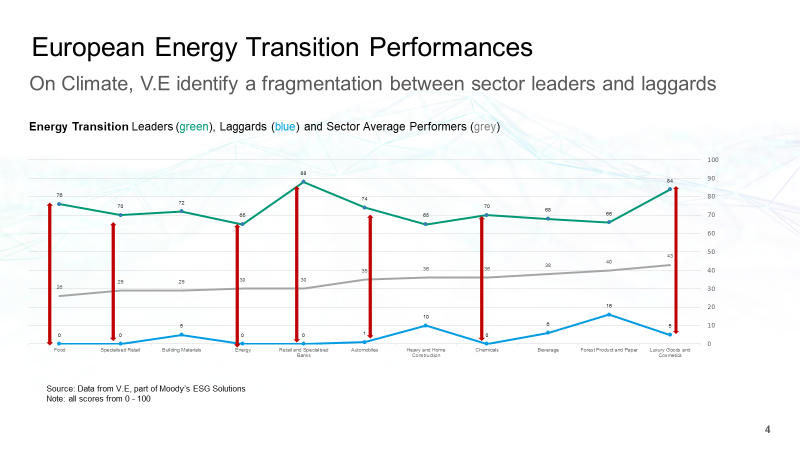 European Energy Transition Performances
On Climate, V.E identify a fragmentation between sector leaders and laggards
Energy Transition Leaders (green), Laggards (blue) and Sector Average Performers (grey)
100
90
80
70
60
50
40
30
20
10
0
76 70 72 65 88 74 65 70 68 66 84
26 29 29 30 30 35 36 36 38 40 43
0 0 5 0 0 1 10 0 6 16 5
Food Specialised Retail Building Materials Energy Retail and Specialised Automobiles Heavy and Home Chemicals Beverage Forest Product and Paper Luxury Goods and
Banks Construction Cosmetics
Source: Data from V.E, part of Moody's ESG Solutions
Note: all scores from 0 - 100
4